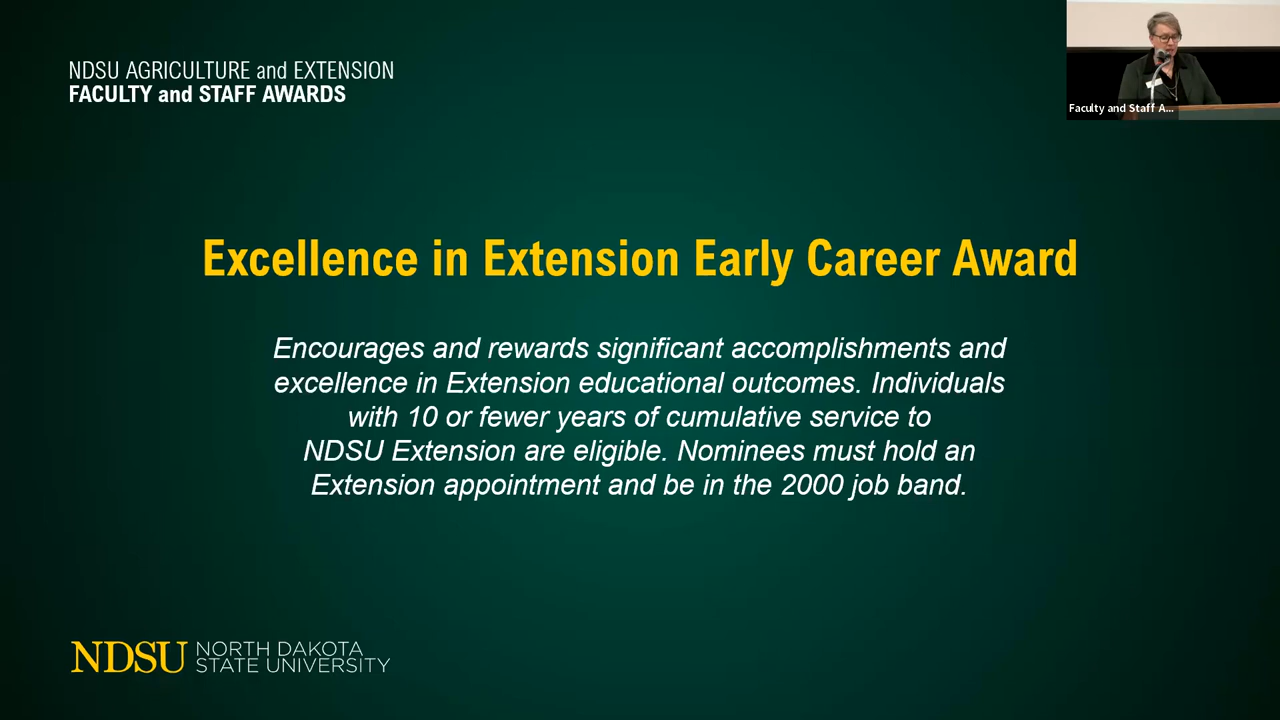 NDSU AGRICULTURE and EXTENSION
FACULTY and STAFF AWARDS
Faculty and Staff A...
Excellence in Extension Early Career Award
Encourages and rewards significant accomplishments and
excellence in Extension educational outcomes. Individuals
with 10 or fewer years of cumulative service to
NDSU Extension are eligible. Nominees must hold an
Extension appointment and be in the 2000 job band.
NDSU NORTH DAKOTA
STATE UNIVERSITY